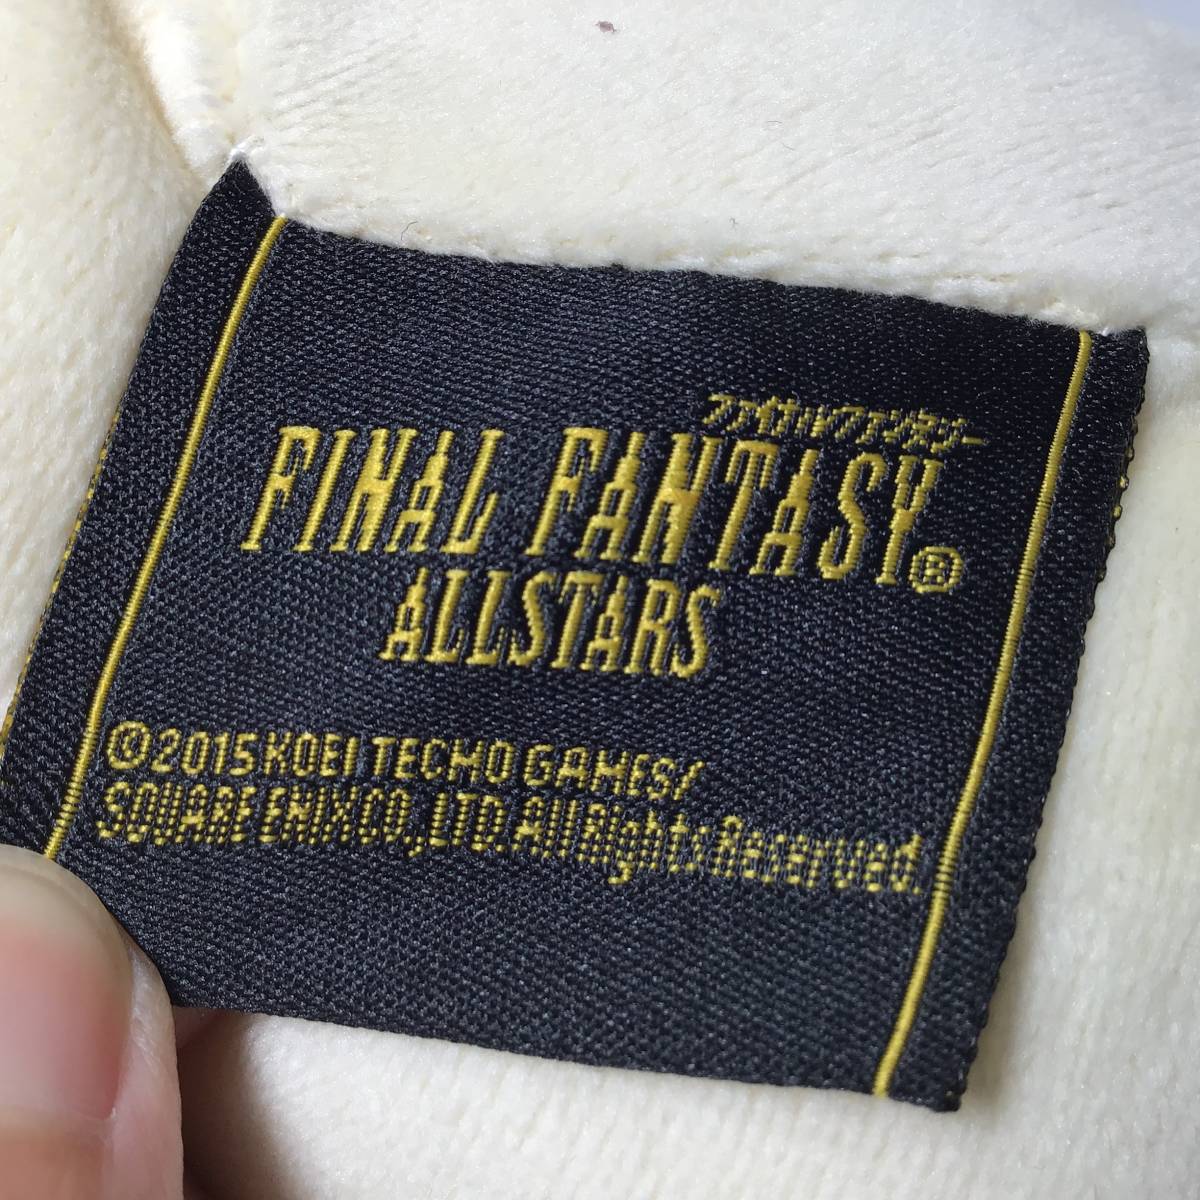 ファイナルファンタジー
FINAL FANTASY®
ALLSTARS
©2015 KOEI TECMO GAMES/
SQUARE ENIX CO., LTD. All Rights Reserved.